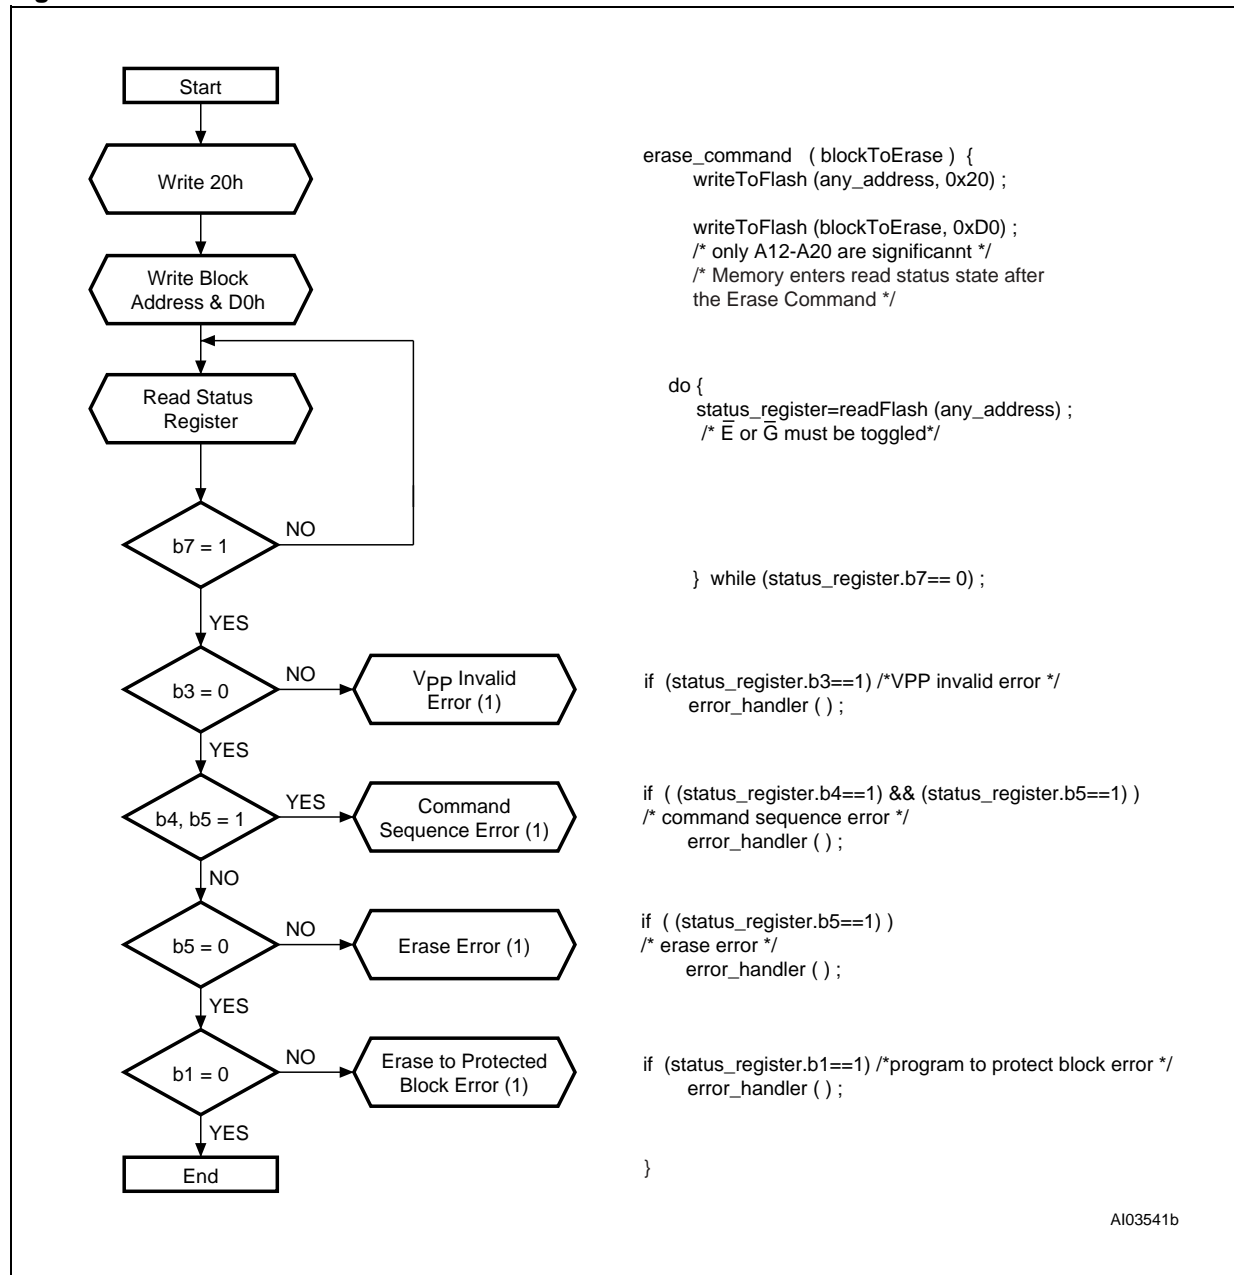 Start
Write 20h
Write Block
Address & D0h
Read Status
Register
b7 = 1
NO
YES
b3 = 0
NO
VPP Invalid
Error (1)
YES
b4, b5 = 1
YES
Command
Sequence Error (1)
NO
b5 = 0
NO
Erase Error (1)
YES
b1 = 0
NO
Erase to Protected
Block Error (1)
YES
End
erase_command ( blockToErase ) {
writeToFlash (any_address, 0x20) ;
writeToFlash (blockToErase, 0xD0) ;
/* only A12-A20 are significannt */
/* Memory enters read status state after
the Erase Command */
do {
status_register=readFlash (any_address) ;
/* E̅ or G̅ must be toggled*/
} while (status_register.b7== 0) ;
if (status_register.b3==1) /*VPP invalid error */
error_handler ( ) ;
if ( (status_register.b4==1) && (status_register.b5==1) )
/* command sequence error */
error_handler ( ) ;
if ( (status_register.b5==1) )
/* erase error */
error_handler ( ) ;
if (status_register.b1==1) /*program to protect block error */
error_handler ( ) ;
}
AI03541b